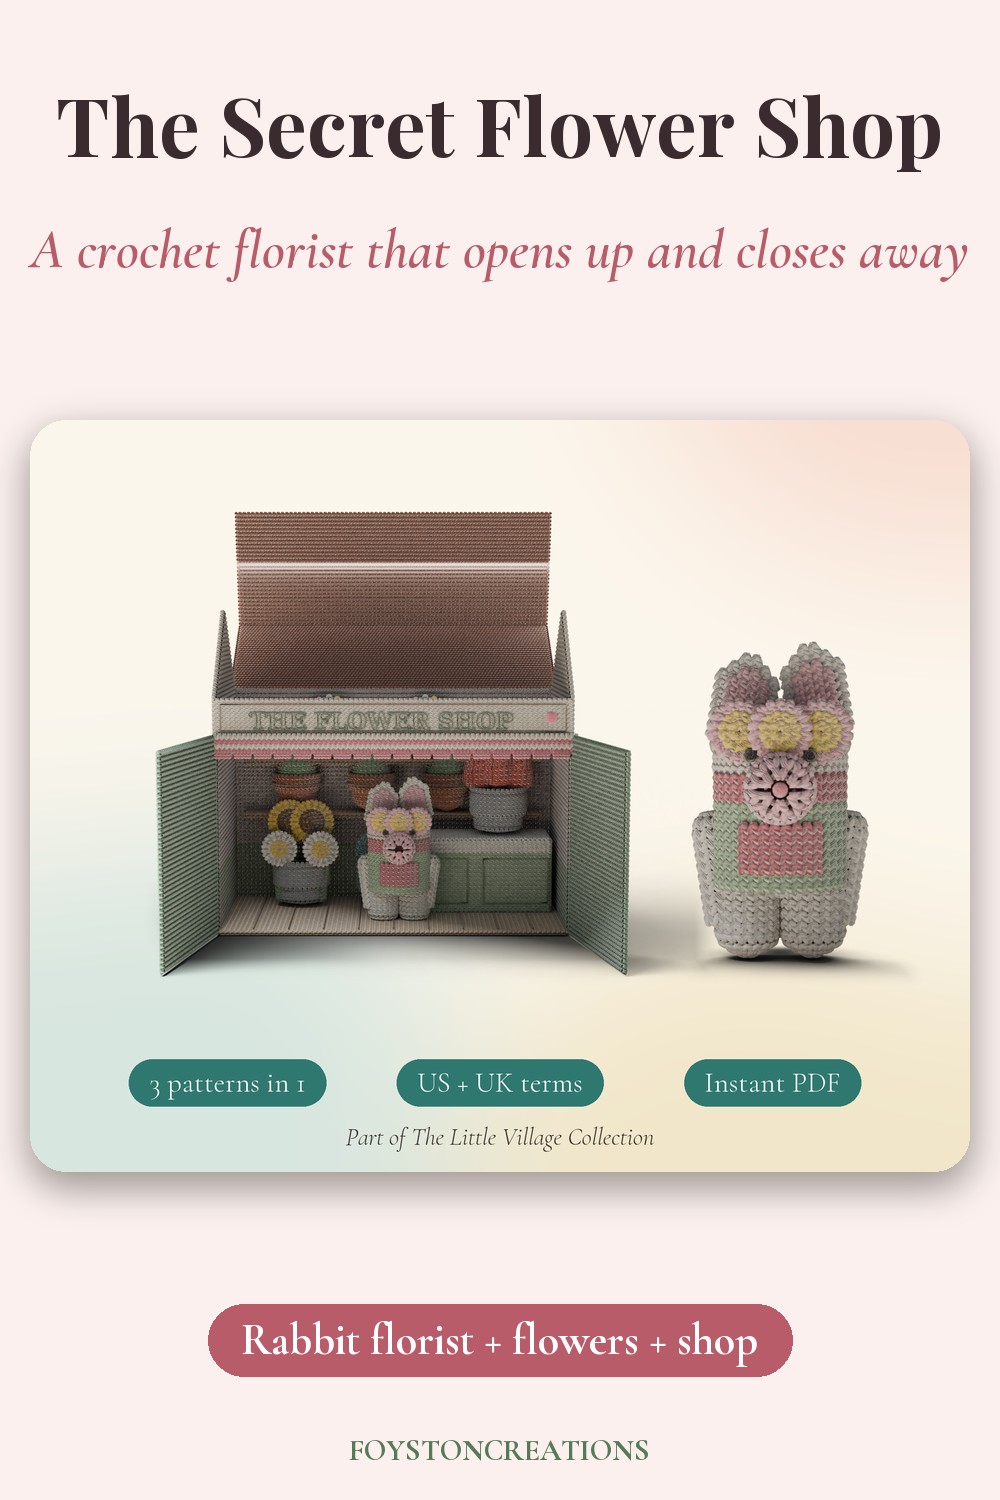 The Secret Flower Shop
A crochet florist that opens up and closes away
THE FLOWER SHOP
3 patterns in 1
US + UK terms
Instant PDF
Part of The Little Village Collection
Rabbit florist + flowers + shop
FOYSTONCREATIONS